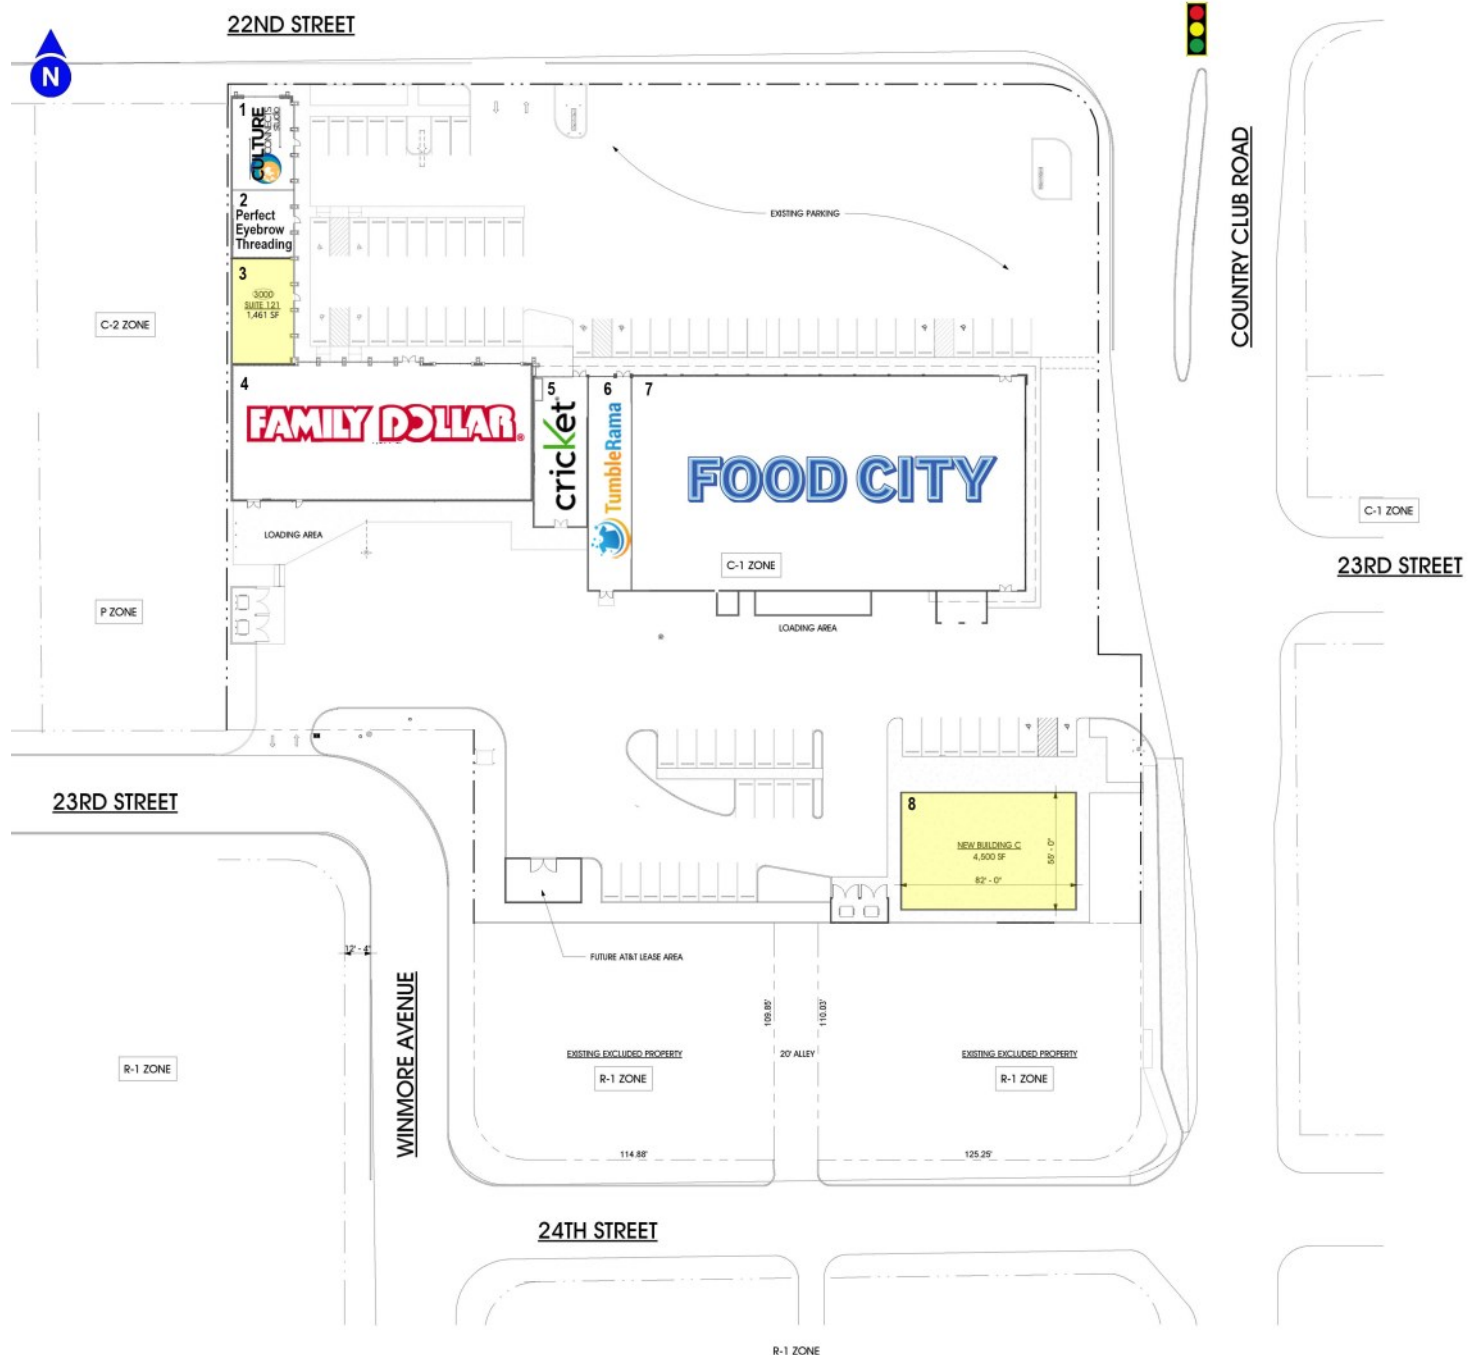 22ND STREET
N
1
CULTURE
CONNECTS
STUDIO
2
Perfect
Eyebrow
Threading
3
3000
SUITE 121
1,461 SF
EXISTING PARKING
COUNTRY CLUB ROAD
C-2 ZONE
4
FAMILY DOLLAR®
5
cricket
6
TumbleRama
7
FOOD CITY
C-1 ZONE
LOADING AREA
LOADING AREA
C-1 ZONE
23RD STREET
P ZONE
23RD STREET
8
NEW BUILDING C
4,500 SF
82' - 0"
55' - 0"
12' - 4"
FUTURE AT&T LEASE AREA
WINMORE AVENUE
109.85'
110.03'
20' ALLEY
EXISTING EXCLUDED PROPERTY
R-1 ZONE
EXISTING EXCLUDED PROPERTY
R-1 ZONE
R-1 ZONE
114.88'
125.25'
24TH STREET
R-1 ZONE